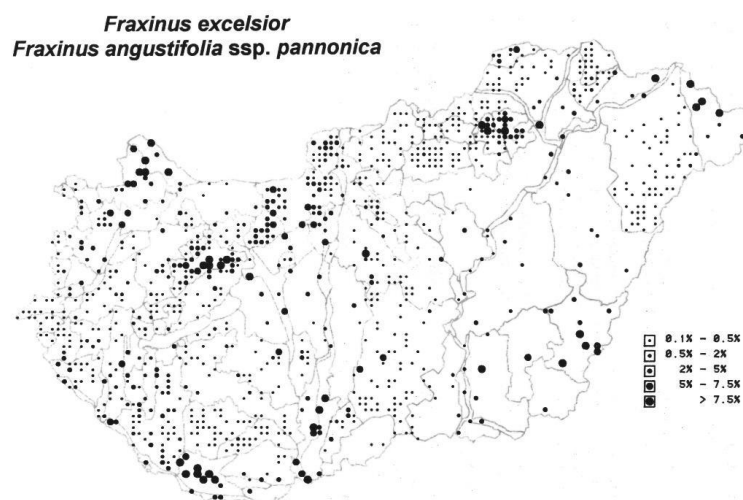 Fraxinus excelsior
Fraxinus angustifolia ssp. pannonica
0.1% - 0.5%
0.5% - 2%
2% - 5%
5% - 7.5%
> 7.5%